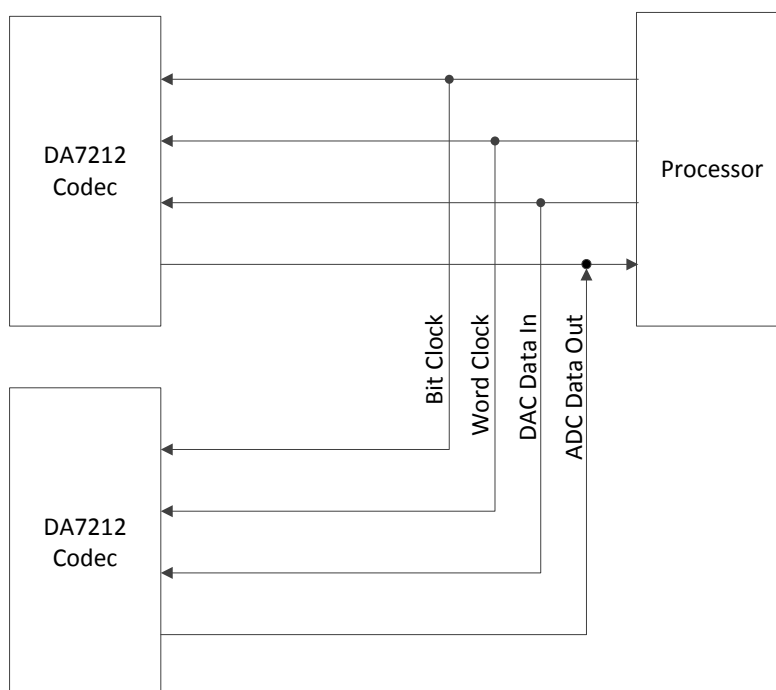 DA7212
Codec
Processor
Bit Clock
Word Clock
DAC Data In
ADC Data Out
DA7212
Codec